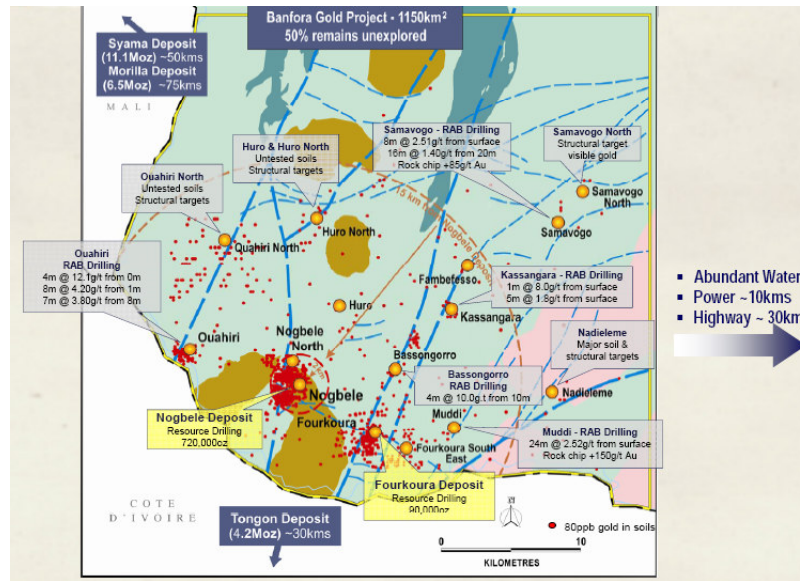 Banfora Gold Project - 1150km²
50% remains unexplored
Syama Deposit
(11.1Moz) ~50kms
Morilla Deposit
(6.5Moz) ~75kms
MALI
Huro & Huro North
Untested soils
Structural targets
Samavogo - RAB Drilling
8m @ 2.51g/t from surface
16m @ 1.40g/t from 20m
Rock chip +85g/t Au
Samavogo North
Structural target
visible gold
Ouahiri North
Untested soils
Structural targets
Samavogo
North
Samavogo
15 km
Nogbele Deposit
Huro North
Ouahiri North
Ouahiri
RAB Drilling
4m @ 12.1g/t from 0m
8m @ 4.20g/t from 1m
7m @ 3.80g/t from 8m
Fambefesso
Kassangara - RAB Drilling
1m @ 8.0g/t from surface
5m @ 1.8g/t from surface
Huro
Kassangara
▪ Abundant Water
▪ Power ~10kms
▪ Highway ~ 30km
Ouahiri
Nogbele
North
Bassongorro
Nadieleme
Major soil &
structural targets
Bassongorro
RAB Drilling
4m @ 10.0g.t from 10m
Nogbele
Nadieleme
Nogbele Deposit
Resource Drilling
720,000oz
Fourkoura
Muddi
Muddi - RAB Drilling
24m @ 2.52g/t from surface
Rock chip +150g/t Au
Fourkoura South
East
Fourkoura Deposit
Resource Drilling
90,000oz
COTE
D'IVOIRE
Tongon Deposit
(4.2Moz) ~30kms
80ppb gold in soils
10 0 10
KILOMETRES